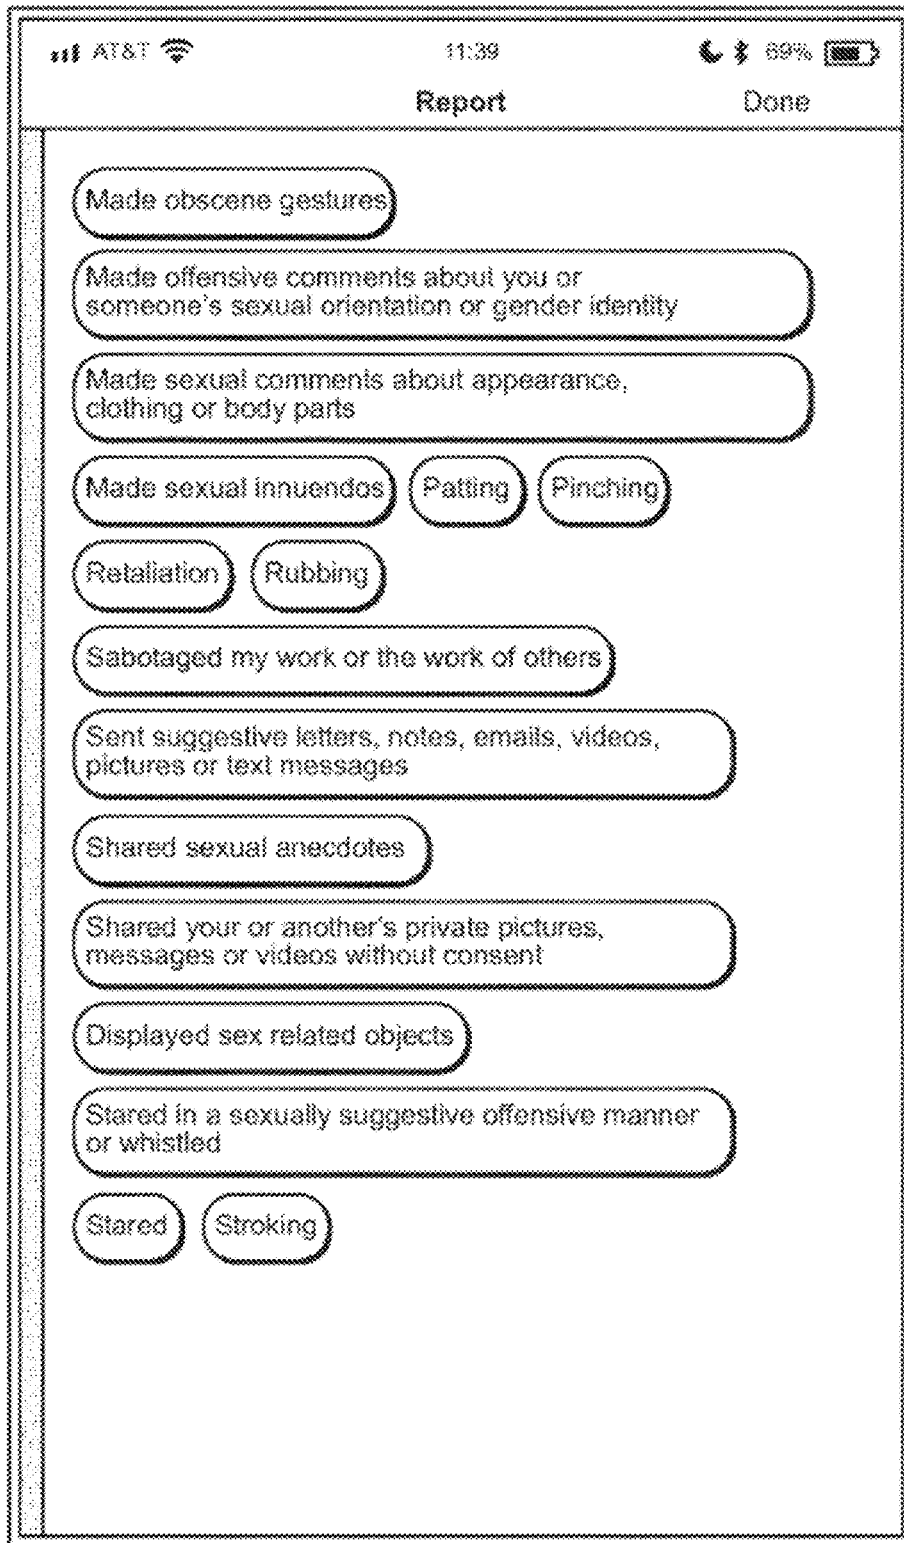 AT&T 11:39 69%
Report Done
Made obscene gestures
Made offensive comments about you or
someone's sexual orientation or gender identity
Made sexual comments about appearance,
clothing or body parts
Made sexual innuendos Patting Pinching
Retaliation Rubbing
Sabotaged my work or the work of others
Sent suggestive letters, notes, emails, videos,
pictures or text messages
Shared sexual anecdotes
Shared your or another's private pictures,
messages or videos without consent
Displayed sex related objects
Stared in a sexually suggestive offensive manner
or whistled
Stared Stroking